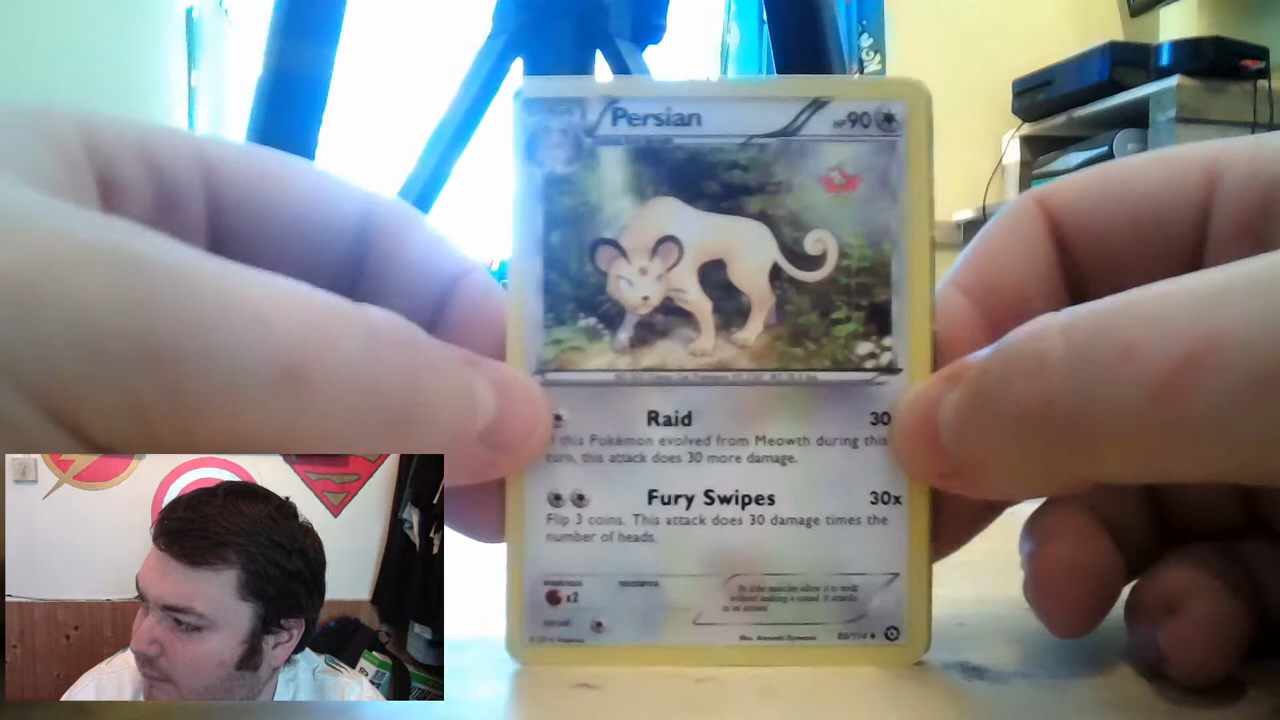 Persian
HP90
Raid
30
this Pokémon evolved from Meowth during this
turn, this attack does 30 more damage.
Fury Swipes
30x
Flip 3 coins. This attack does 30 damage times the
number of heads.
x2